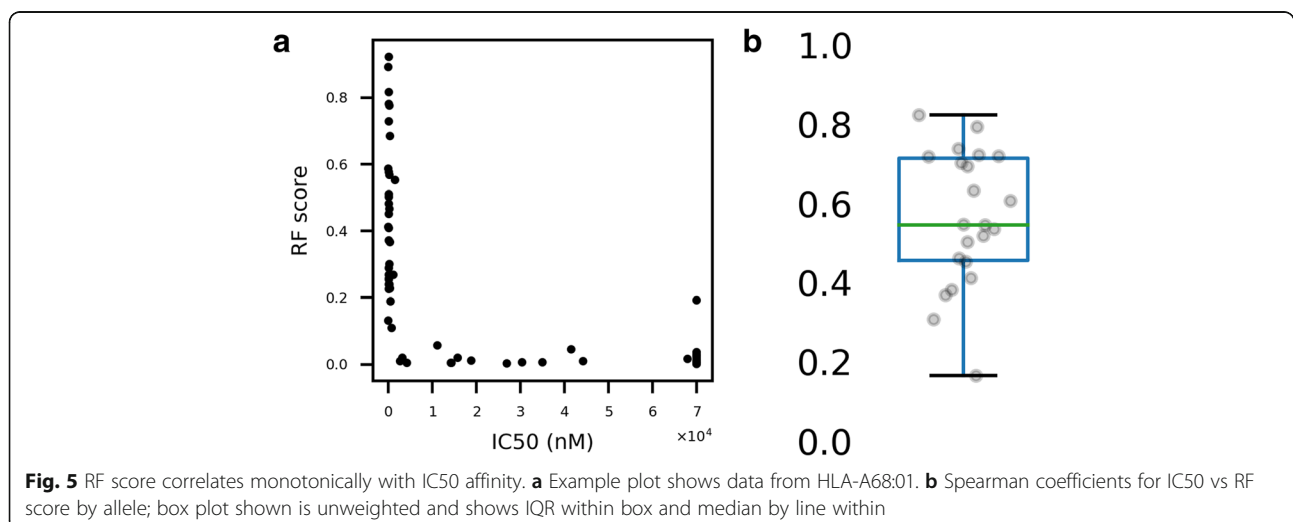 a
0.8
0.6
0.4
0.2
0.0
RF score
0 1 2 3 4 5 6 7
×10⁴
IC50 (nM)
b
1.0
0.8
0.6
0.4
0.2
0.0
Fig. 5 RF score correlates monotonically with IC50 affinity. a Example plot shows data from HLA-A68:01. b Spearman coefficients for IC50 vs RF
score by allele; box plot shown is unweighted and shows IQR within box and median by line within